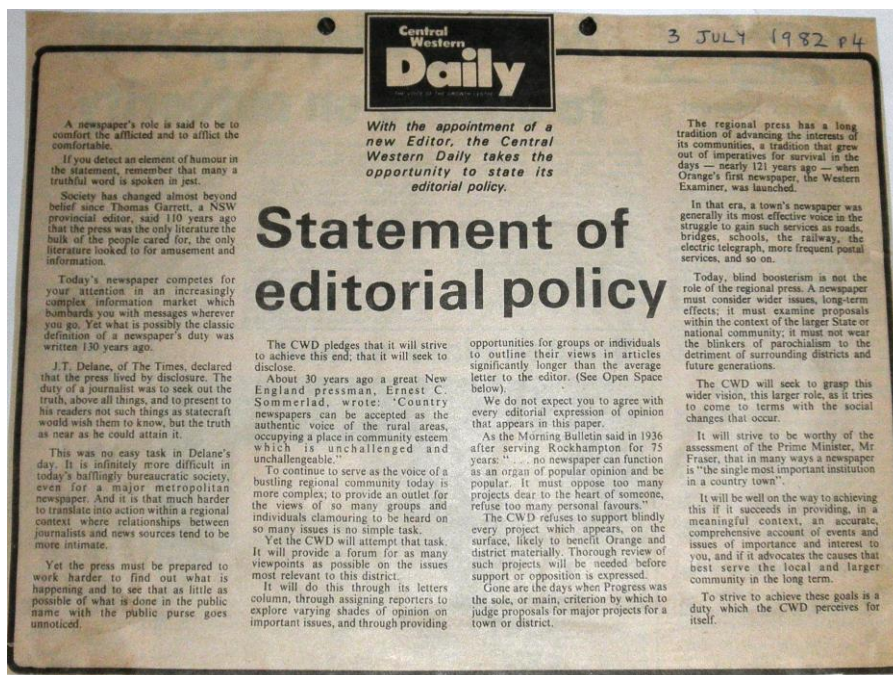 3 JULY 1982 P4
Central
Western
Daily
THE VOICE OF THE GROWTH CENTRE
With the appointment of a
new Editor, the Central
Western Daily takes the
opportunity to state its
editorial policy.
Statement of
editorial policy
A newspaper's role is said to be to
comfort the afflicted and to afflict the
comfortable.
If you detect an element of humour in
the statement, remember that many a
truthful word is spoken in jest.
Society has changed almost beyond
belief since Thomas Garrett, a NSW
provincial editor, said 110 years ago
that the press was the only literature the
bulk of the people cared for, the only
literature looked to for amusement and
information.
Today's newspaper competes for
your attention in an increasingly
complex information market which
bombards you with messages wherever
you go. Yet what is possibly the classic
definition of a newspaper's duty was
written 130 years ago.
J.T. Delane, of The Times, declared
that the press lived by disclosure. The
duty of a journalist was to seek out the
truth, above all things, and to present to
his readers not such things as statecraft
would wish them to know, but the truth
as near as he could attain it.
This was no easy task in Delane's
day. It is infinitely more difficult in
today's bafflingly bureaucratic society,
even for a major metropolitan
newspaper. And it is that much harder
to translate into action within a regional
context where relationships between
journalists and news sources tend to be
more intimate.
Yet the press must be prepared to
work harder to find out what is
happening and to see that as little as
possible of what is done in the public
name with the public purse goes
unnoticed.
The CWD pledges that it will strive
to achieve this end; that it will seek to
disclose.
About 30 years ago a great New
England pressman, Ernest C.
Sommerlad, wrote: 'Country
newspapers can be accepted as the
authentic voice of the rural areas,
occupying a place in community esteem
which is unchallenged and
unchallengeable."
To continue to serve as the voice of a
bustling regional community today is
more complex; to provide an outlet for
the views of so many groups and
individuals clamouring to be heard on
so many issues is no simple task.
Yet the CWD will attempt that task.
It will provide a forum for as many
viewpoints as possible on the issues
most relevant to this district.
It will do this through its letters
column, through assigning reporters to
explore varying shades of opinion on
important issues, and through providing
opportunities for groups or individuals
to outline their views in articles
significantly longer than the average
letter to the editor. (See Open Space
below).
We do not expect you to agree with
every editorial expression of opinion
that appears in this paper.
As the Morning Bulletin said in 1936
after serving Rockhampton for 75
years: ". . . no newspaper can function
as an organ of popular opinion and be
popular. It must oppose too many
projects dear to the heart of someone,
refuse too many personal favours."
The CWD refuses to support blindly
every project which appears, on the
surface, likely to benefit Orange and
district materially. Thorough review of
such projects will be needed before
support or opposition is expressed.
Gone are the days when Progress was
the sole, or main, criterion by which to
judge proposals for major projects for a
town or district.
The regional press has a long
tradition of advancing the interests of
its communities, a tradition that grew
out of imperatives for survival in the
days — nearly 121 years ago — when
Orange's first newspaper, the Western
Examiner, was launched.
In that era, a town's newspaper was
generally its most effective voice in the
struggle to gain such services as roads,
bridges, schools, the railway, the
electric telegraph, more frequent postal
services, and so on.
Today, blind boosterism is not the
role of the regional press. A newspaper
must consider wider issues, long-term
effects; it must examine proposals
within the context of the larger State or
national community; it must not wear
the blinkers of parochialism to the
detriment of surrounding districts and
future generations.
The CWD will seek to grasp this
wider vision, this larger role, as it tries
to come to terms with the social
changes that occur.
It will strive to be worthy of the
assessment of the Prime Minister, Mr
Fraser, that in many ways a newspaper
is "the single most important institution
in a country town".
It will be well on the way to achieving
this if it succeeds in providing, in a
meaningful context, an accurate,
comprehensive account of events and
issues of importance and interest to
you, and if it advocates the causes that
best serve the local and larger
community in the long term.
To strive to achieve these goals is a
duty which the CWD perceives for
itself.